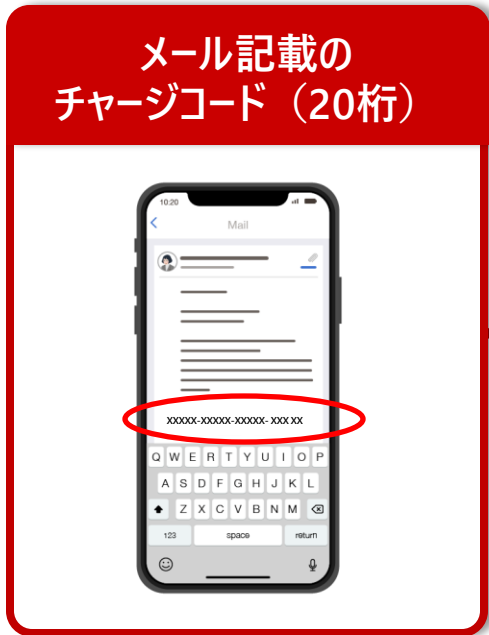 メール記載の
チャージコード（20桁）
10:20
Mail
XXXXX-XXXXX-XXXXX- XXX XX
Q W E R T Y U I O P
A S D F G H J K L
Z X C V B N M
123 space return